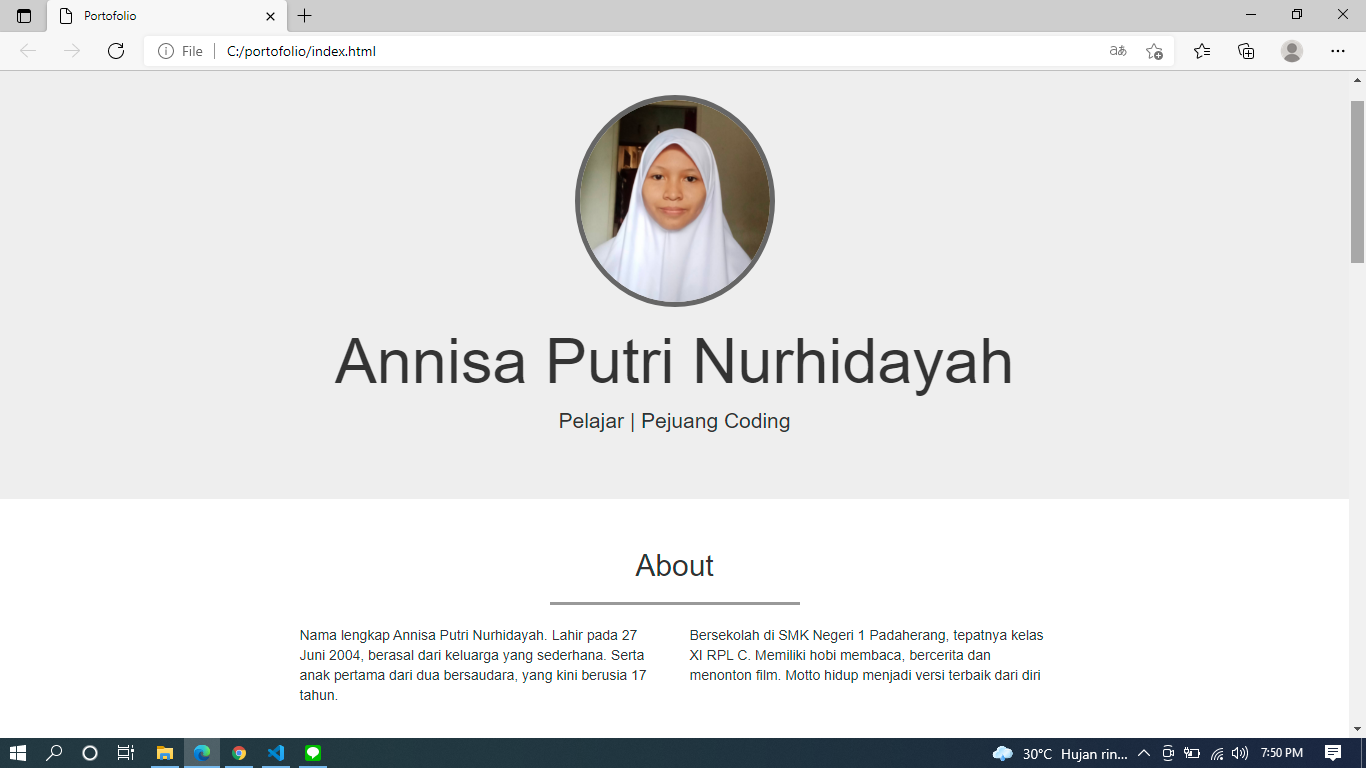 Portofolio
File
C:/portofolio/index.html
aあ
Annisa Putri Nurhidayah
Pelajar | Pejuang Coding
About
Nama lengkap Annisa Putri Nurhidayah. Lahir pada 27
Juni 2004, berasal dari keluarga yang sederhana. Serta
anak pertama dari dua bersaudara, yang kini berusia 17
tahun.
Bersekolah di SMK Negeri 1 Padaherang, tepatnya kelas
XI RPL C. Memiliki hobi membaca, bercerita dan
menonton film. Motto hidup menjadi versi terbaik dari diri
30°C Hujan rin...
7:50 PM